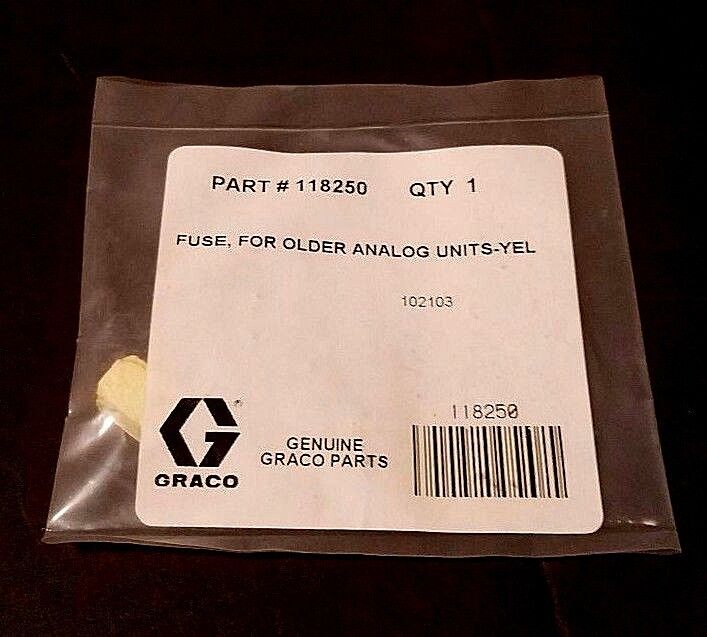 PART # 118250 QTY 1
FUSE, FOR OLDER ANALOG UNITS-YEL
102103
118250
GENUINE
GRACO PARTS
G ®
GRACO